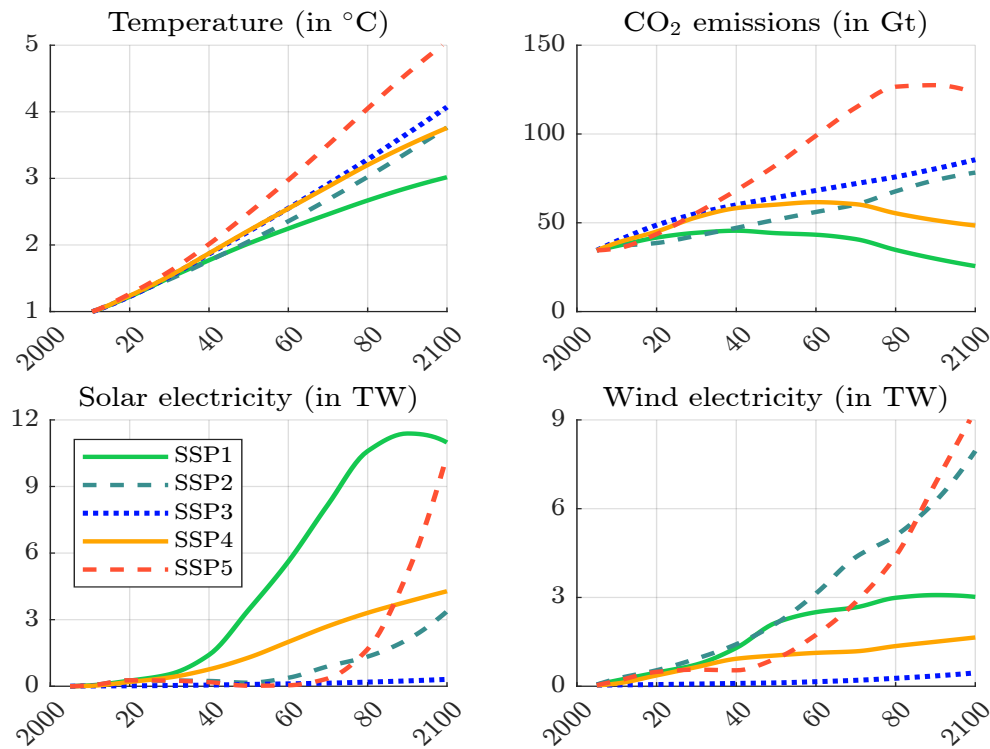 Temperature (in °C)
5
4
3
2
1
2000 20 40 60 80 2100
CO₂ emissions (in Gt)
150
100
50
0
2000 20 40 60 80 2100
Solar electricity (in TW)
12
9
6
3
0
2000 20 40 60 80 2100
SSP1
SSP2
SSP3
SSP4
SSP5
Wind electricity (in TW)
9
6
3
0
2000 20 40 60 80 2100